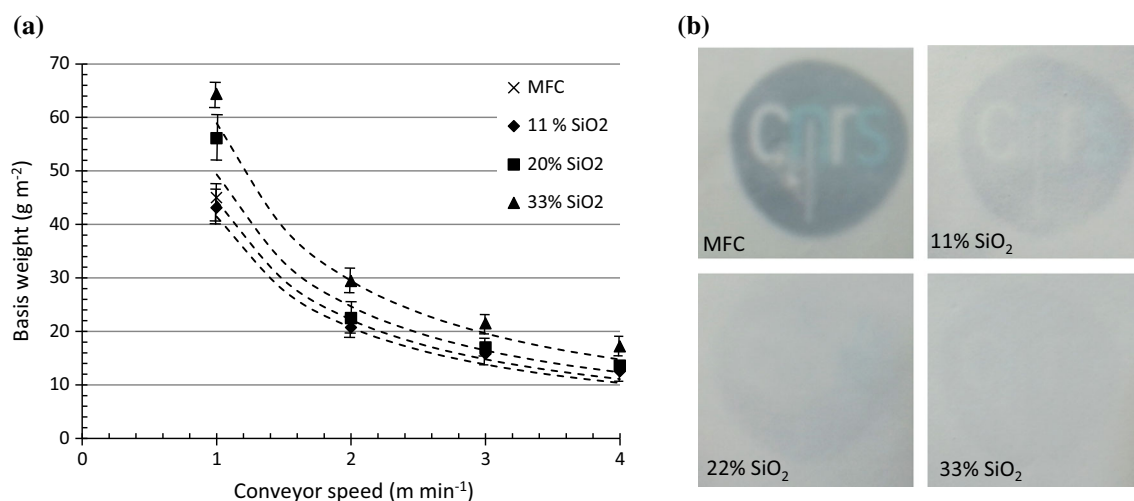 (a)
70
60
50
40
30
20
10
0
0 1 2 3 4
Basis weight (g m⁻²)
Conveyor speed (m min⁻¹)
MFC
11 % SiO2
20% SiO2
33% SiO2
(b)
cnrs
MFC
cnrs
11% SiO₂
22% SiO₂
33% SiO₂